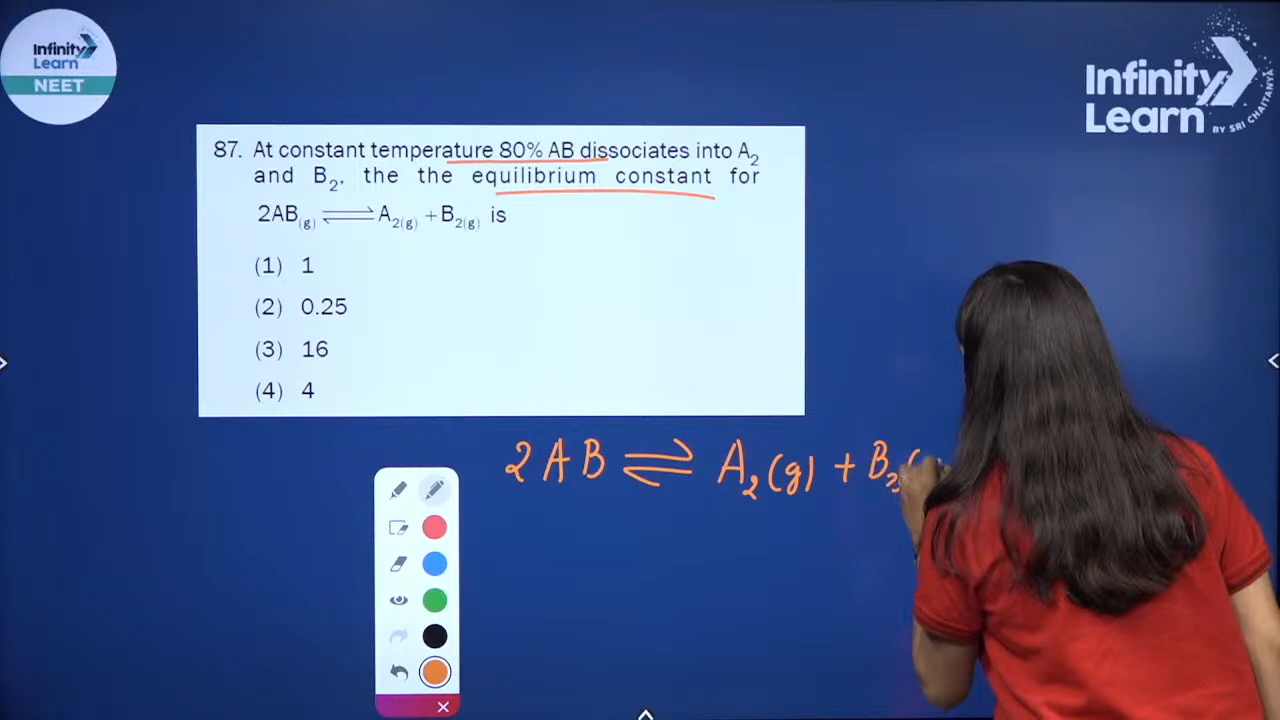 Infinity
Learn
NEET
Infinity
Learn
BY SRI CHAITANYA
87. At constant temperature 80% AB dissociates into A₂
and B₂. the the equilibrium constant for
2AB₍g₎ ⇌ A₂₍g₎ + B₂₍g₎ is
(1) 1
(2) 0.25
(3) 16
(4) 4
2AB ⇌ A₂(g) + B₂(